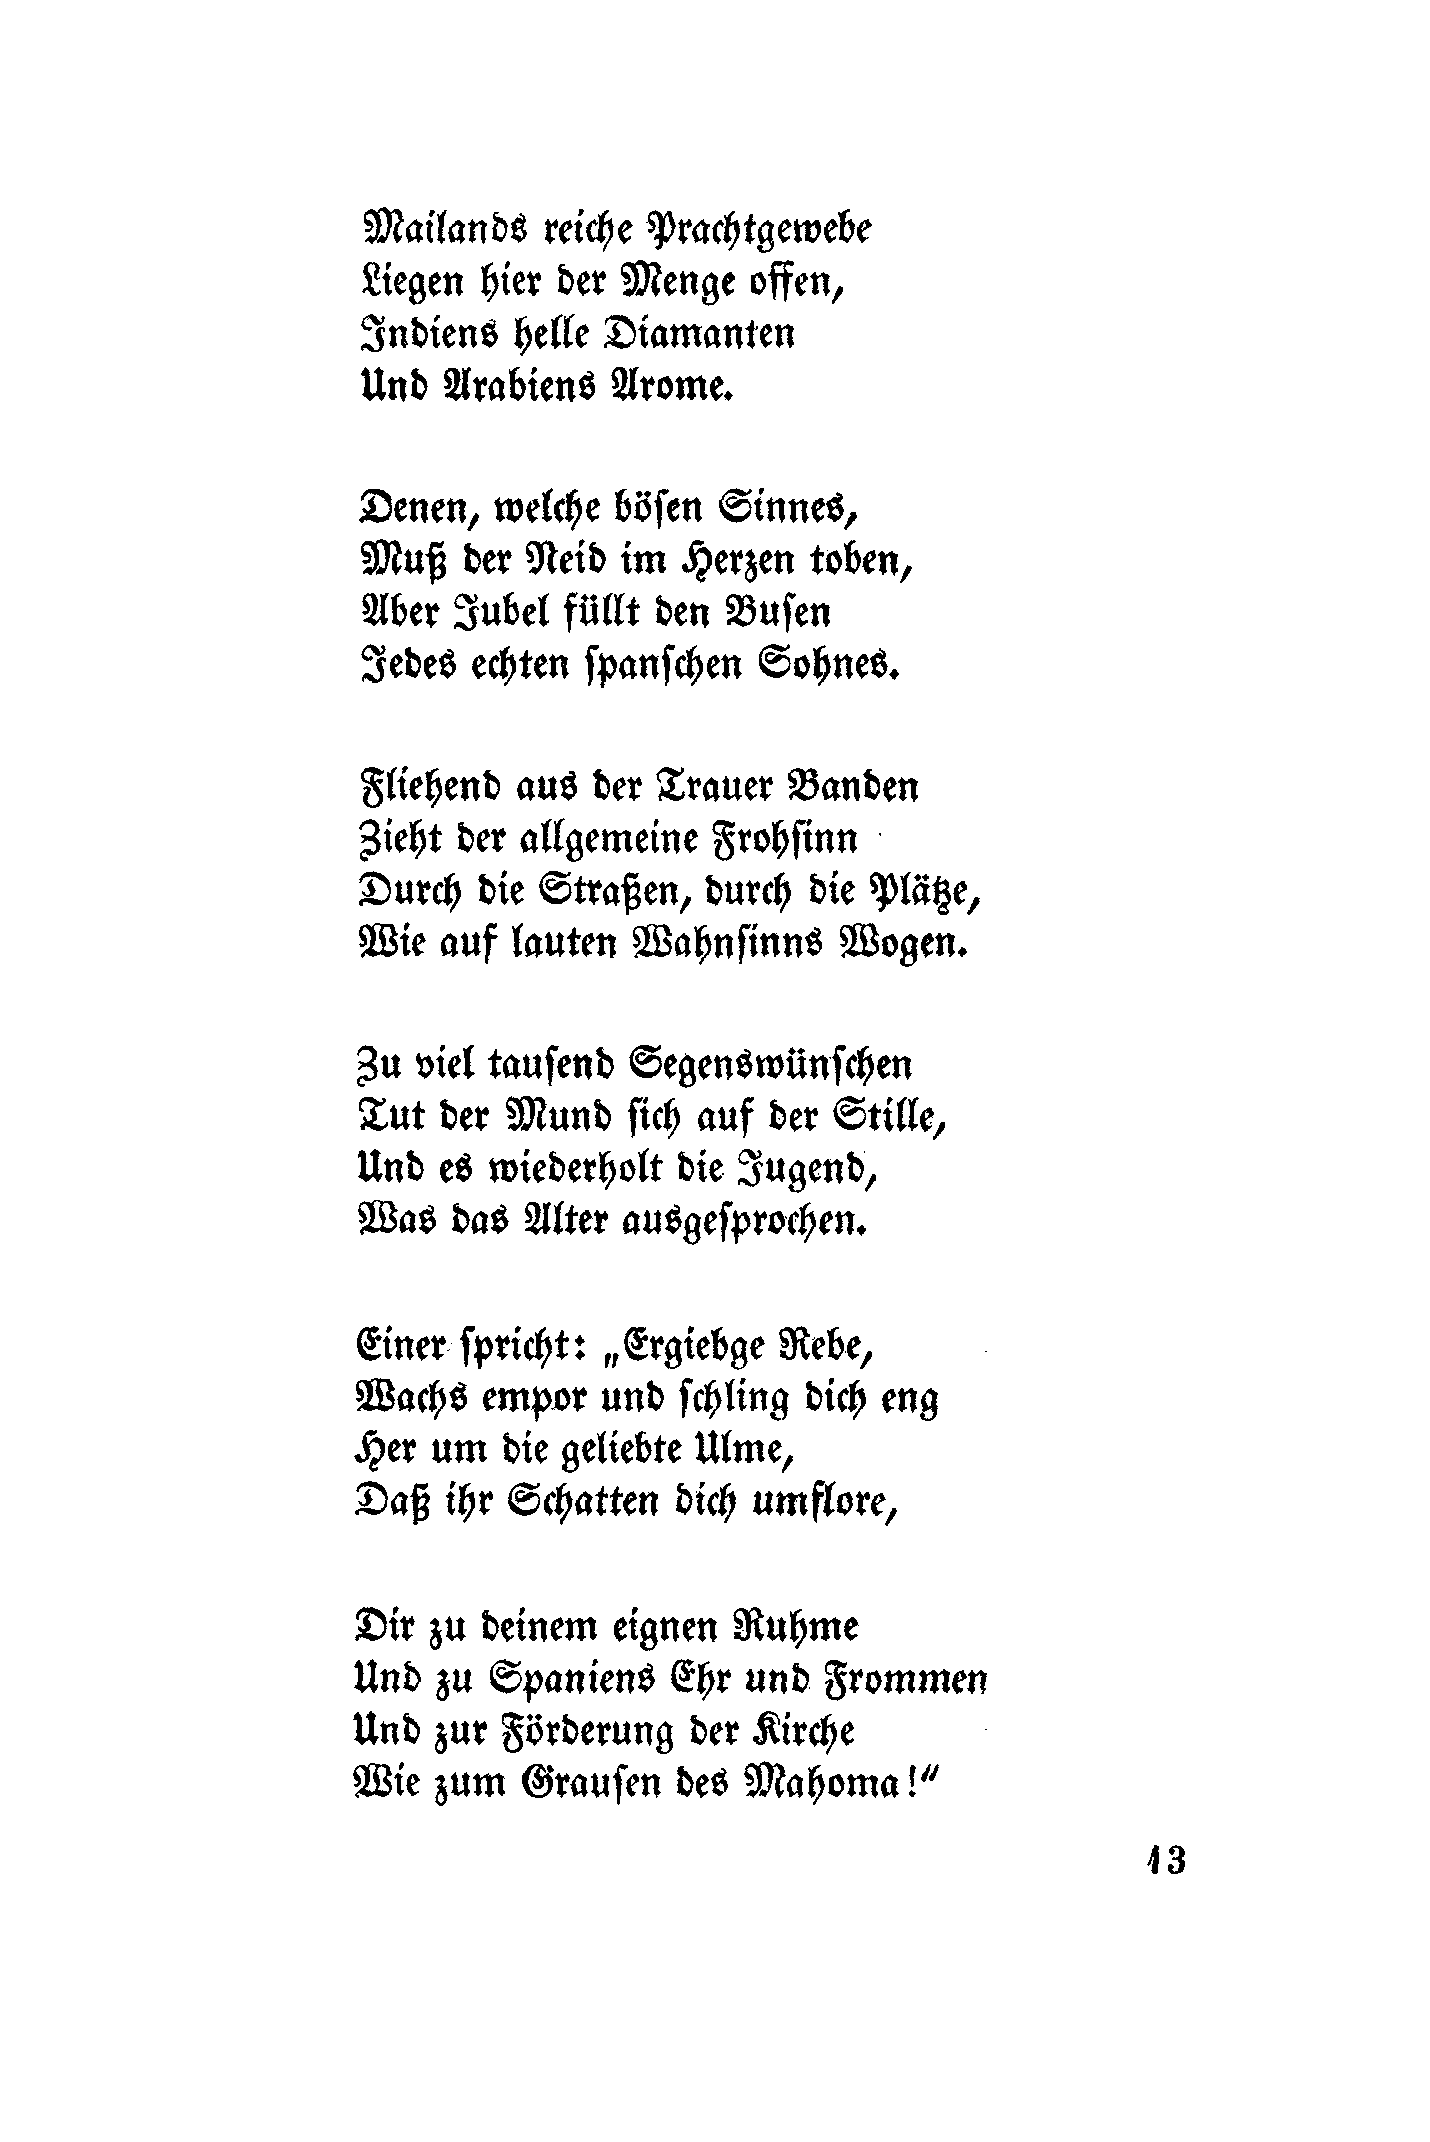 Mailands reiche Prachtgewebe
Liegen hier der Menge offen,
Indiens helle Diamanten
Und Arabiens Arome.

Denen, welche böſen Sinnes,
Muß der Neid im Herzen toben,
Aber Jubel füllt den Buſen
Jedes echten ſpanſchen Sohnes.

Fliehend aus der Trauer Banden
Zieht der allgemeine Frohſinn
Durch die Straßen, durch die Plätze,
Wie auf lauten Wahnſinns Wogen.

Zu viel tauſend Segenswünſchen
Tut der Mund ſich auf der Stille,
Und es wiederholt die Jugend,
Was das Alter ausgeſprochen.

Einer ſpricht: „Ergiebge Rebe,
Wachs empor und ſchling dich eng
Her um die geliebte Ulme,
Daß ihr Schatten dich umflore,

Dir zu deinem eignen Ruhme
Und zu Spaniens Ehr und Frommen
Und zur Förderung der Kirche
Wie zum Grauſen des Mahoma!“

13